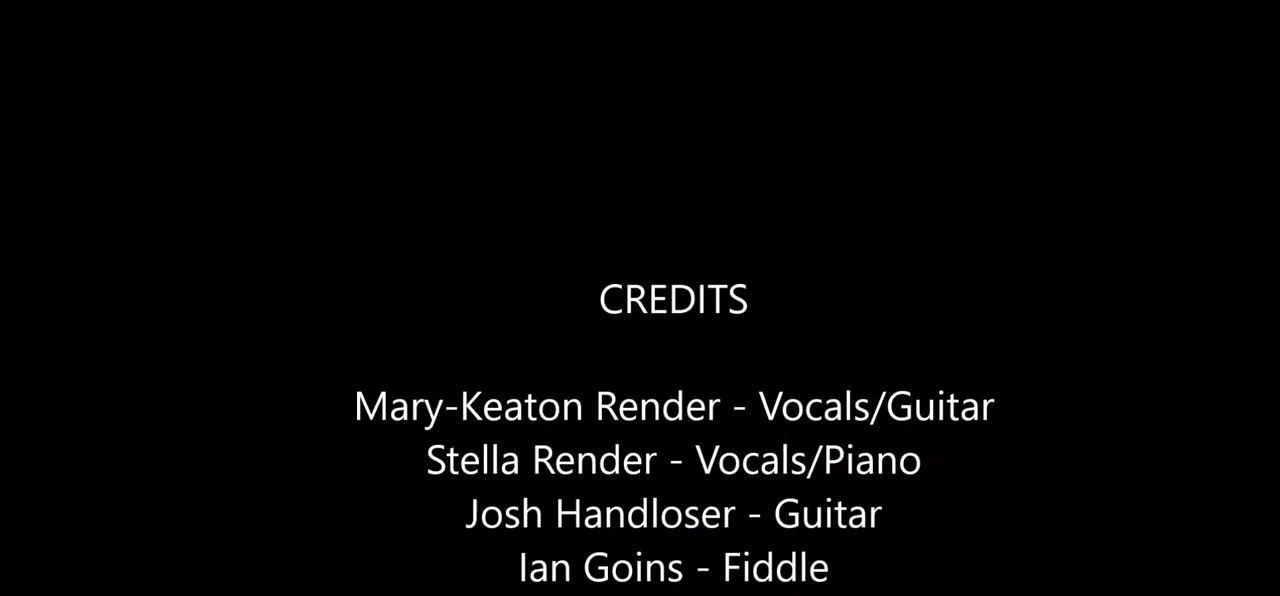 CREDITS
Mary-Keaton Render - Vocals/Guitar
Stella Render - Vocals/Piano
Josh Handloser - Guitar
Ian Goins - Fiddle